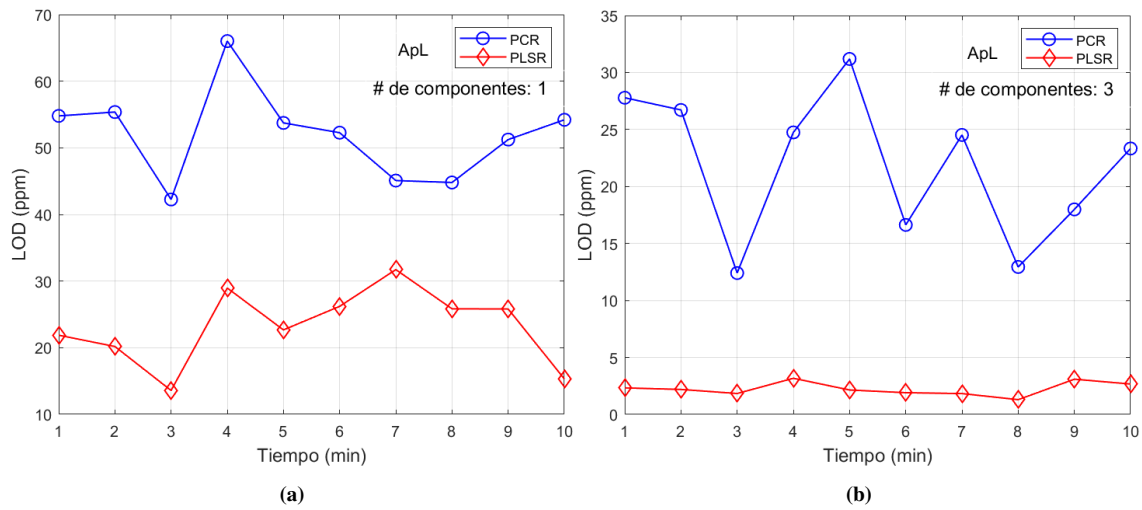 70
60
50
40
30
20
10
LOD (ppm)
1 2 3 4 5 6 7 8 9 10
Tiempo (min)
ApL
PCR
PLSR
# de componentes: 1
(a)
35
30
25
20
15
10
5
0
LOD (ppm)
1 2 3 4 5 6 7 8 9 10
Tiempo (min)
ApL
PCR
PLSR
# de componentes: 3
(b)